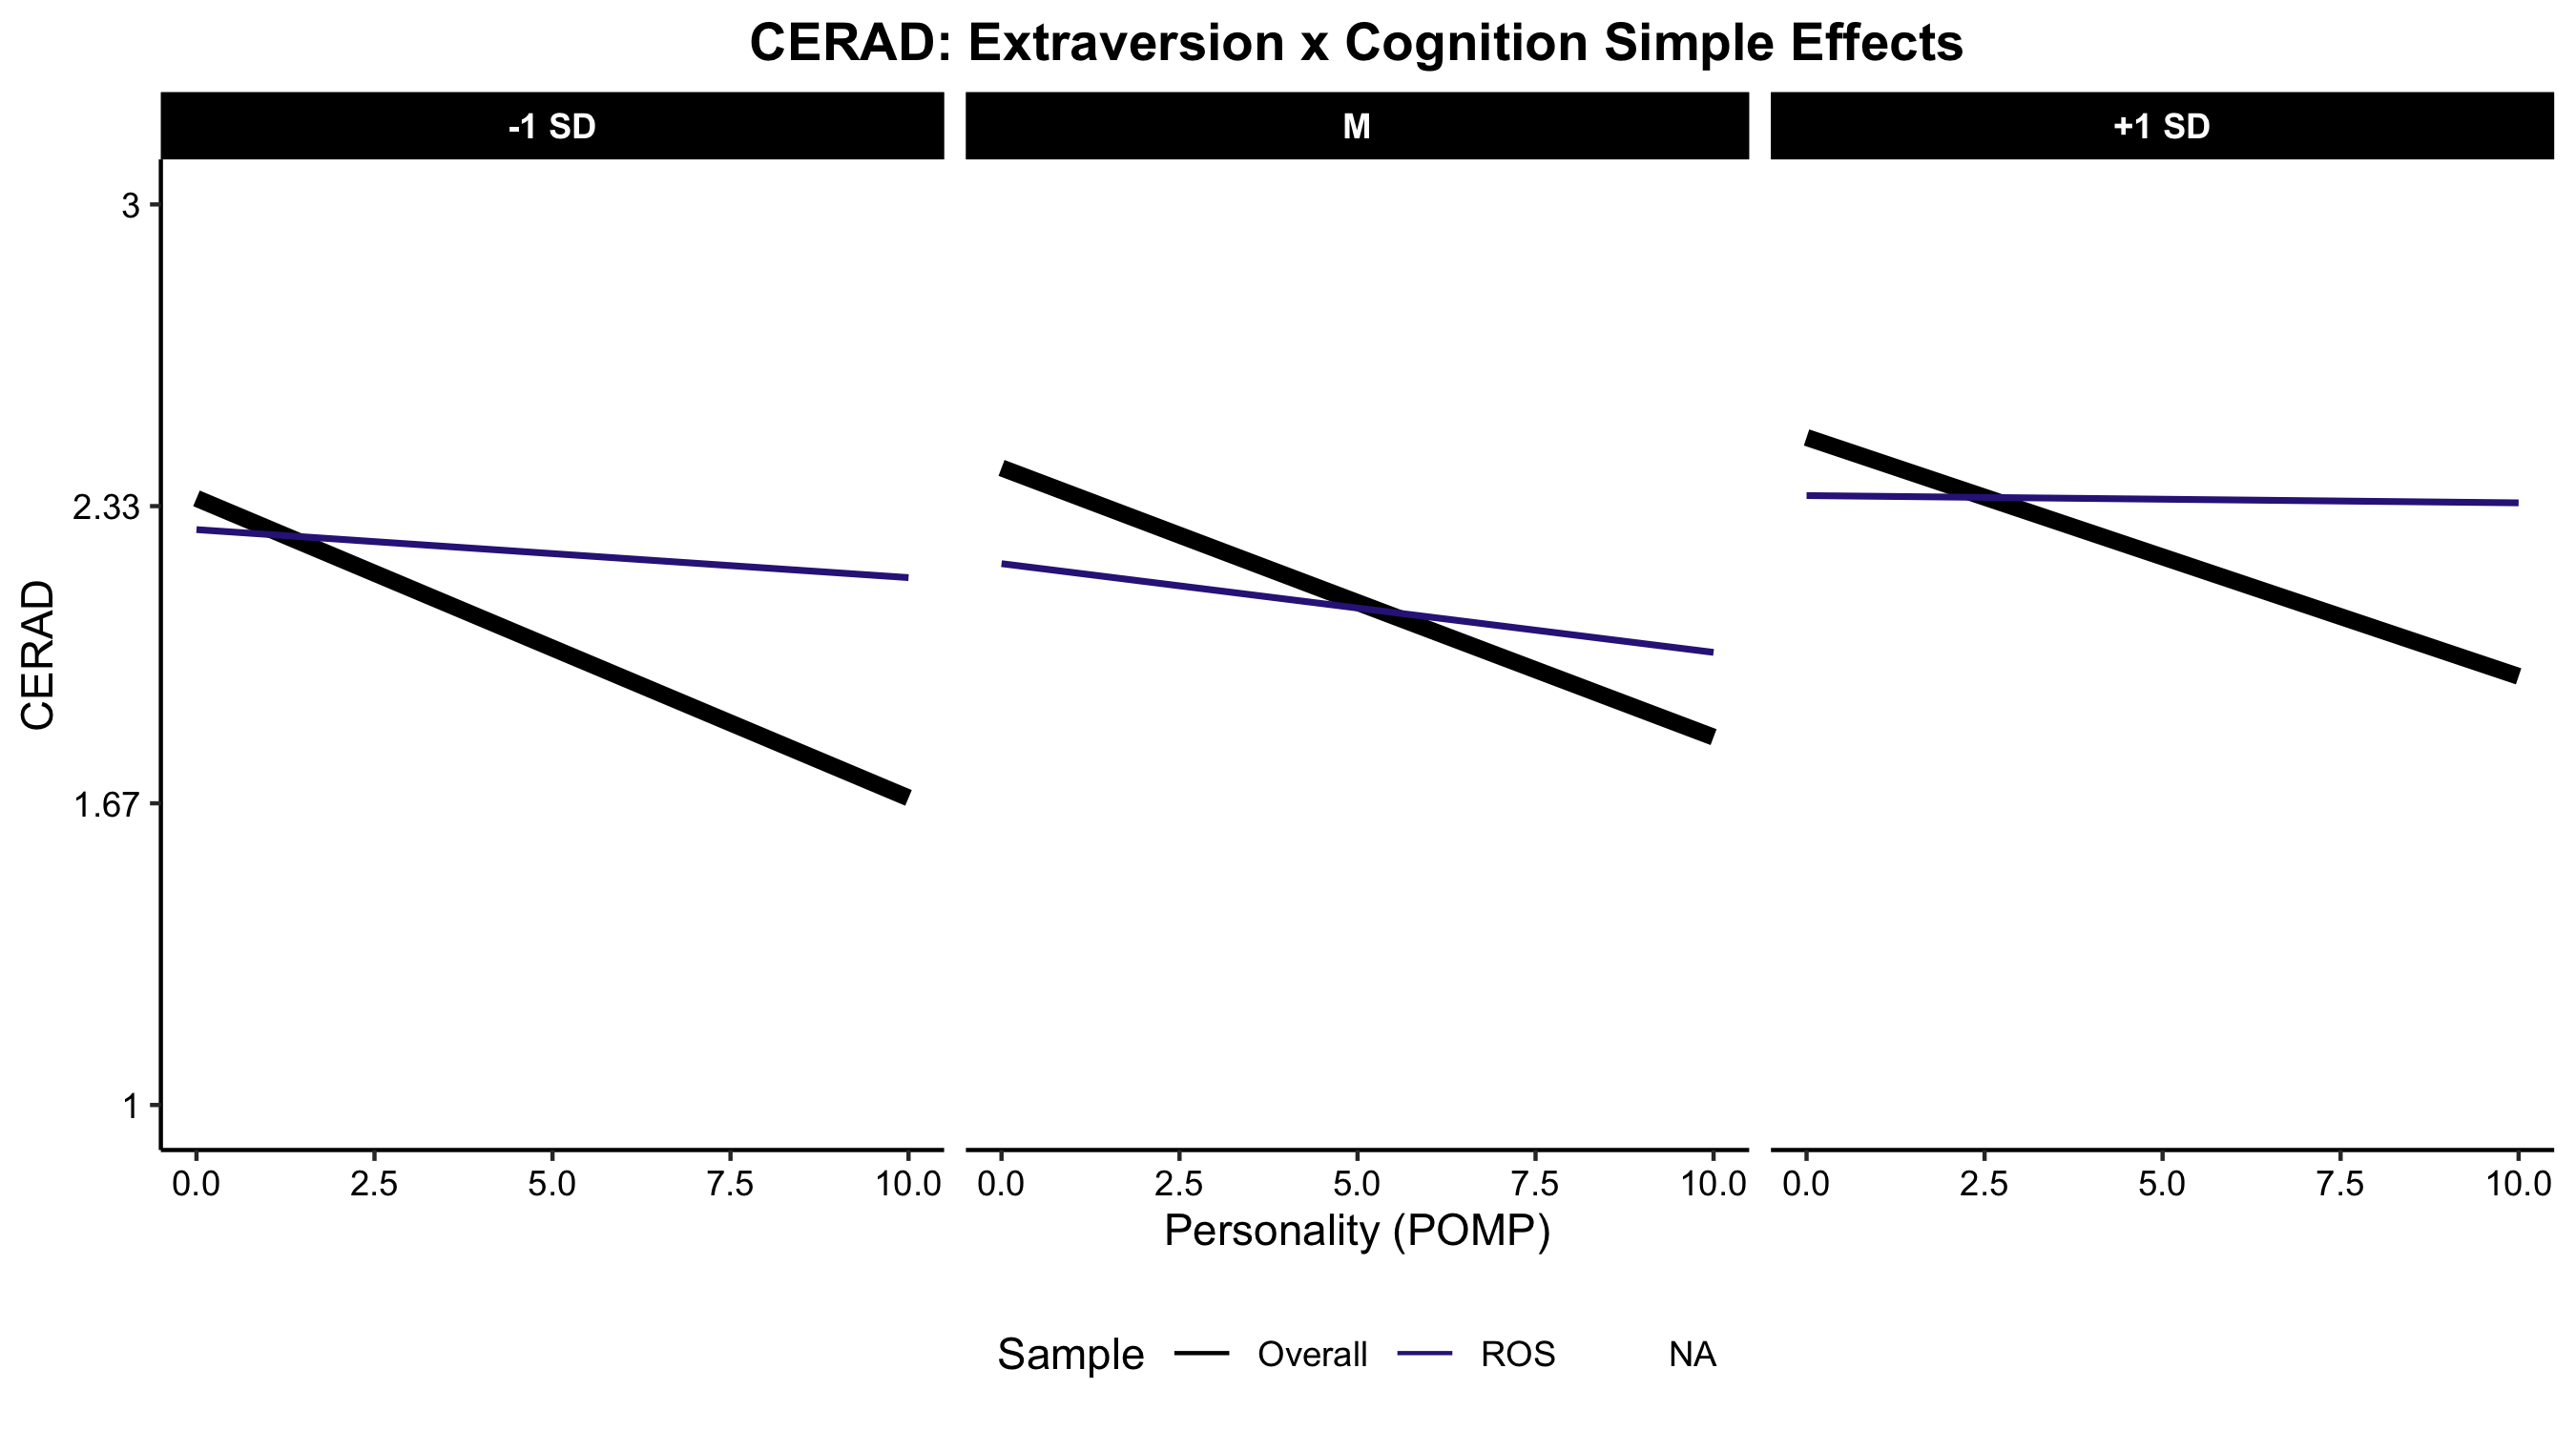 CERAD: Extraversion x Cognition Simple Effects
-1 SD M +1 SD
3
2.33
1.67
1
CERAD
0.0 2.5 5.0 7.5 10.0 0.0 2.5 5.0 7.5 10.0 0.0 2.5 5.0 7.5 10.0
Personality (POMP)
Sample Overall ROS NA